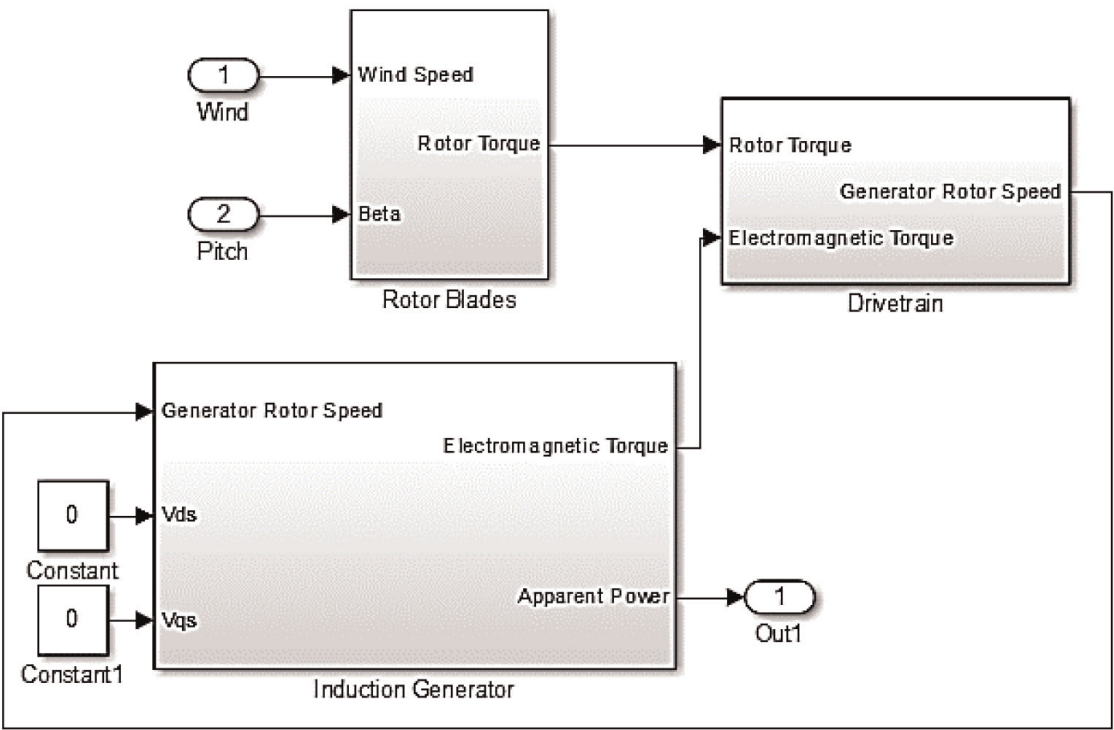 1
Wind
2
Pitch
Wind Speed
Rotor Torque
Beta
Rotor Blades
Rotor Torque
Generator Rotor Speed
Electromagnetic Torque
Drivetrain
Generator Rotor Speed
Electromagnetic Torque
0
Constant
Vds
0
Constant1
Vqs
Apparent Power
1
Out1
Induction Generator